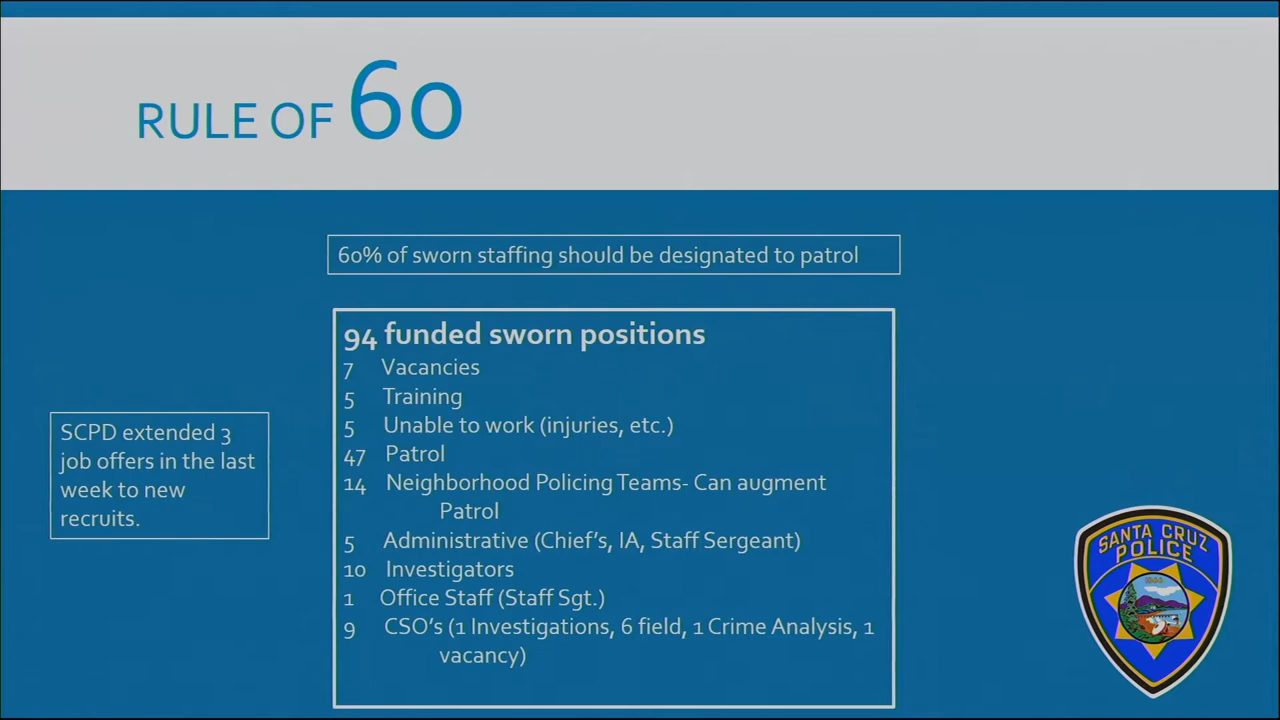 RULE OF 60
60% of sworn staffing should be designated to patrol
94 funded sworn positions
7 Vacancies
5 Training
5 Unable to work (injuries, etc.)
47 Patrol
14 Neighborhood Policing Teams- Can augment
Patrol
5 Administrative (Chief's, IA, Staff Sergeant)
10 Investigators
1 Office Staff (Staff Sgt.)
9 CSO's (1 Investigations, 6 field, 1 Crime Analysis, 1
vacancy)
SCPD extended 3
job offers in the last
week to new
recruits.
SANTA CRUZ
POLICE